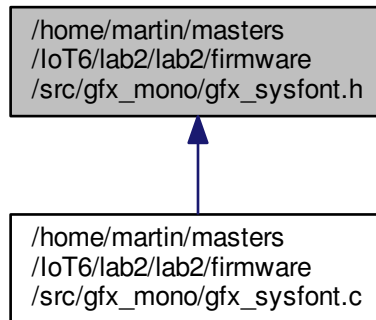 /home/martin/masters
/IoT6/lab2/lab2/firmware
/src/gfx_mono/gfx_sysfont.h
/home/martin/masters
/IoT6/lab2/lab2/firmware
/src/gfx_mono/gfx_sysfont.c